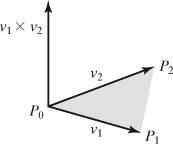 v₁ × v₂
P₂
v₂
P₀
v₁
P₁